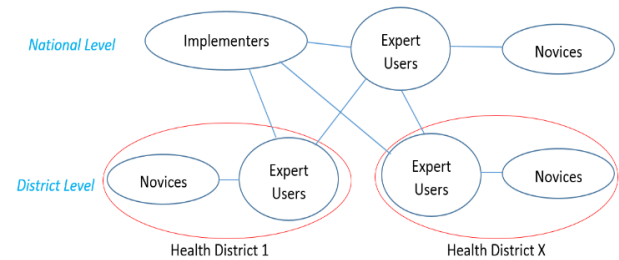 National Level
Implementers
Expert
Users
Novices
District Level
Novices
Expert
Users
Expert
Users
Novices
Health District 1
Health District X